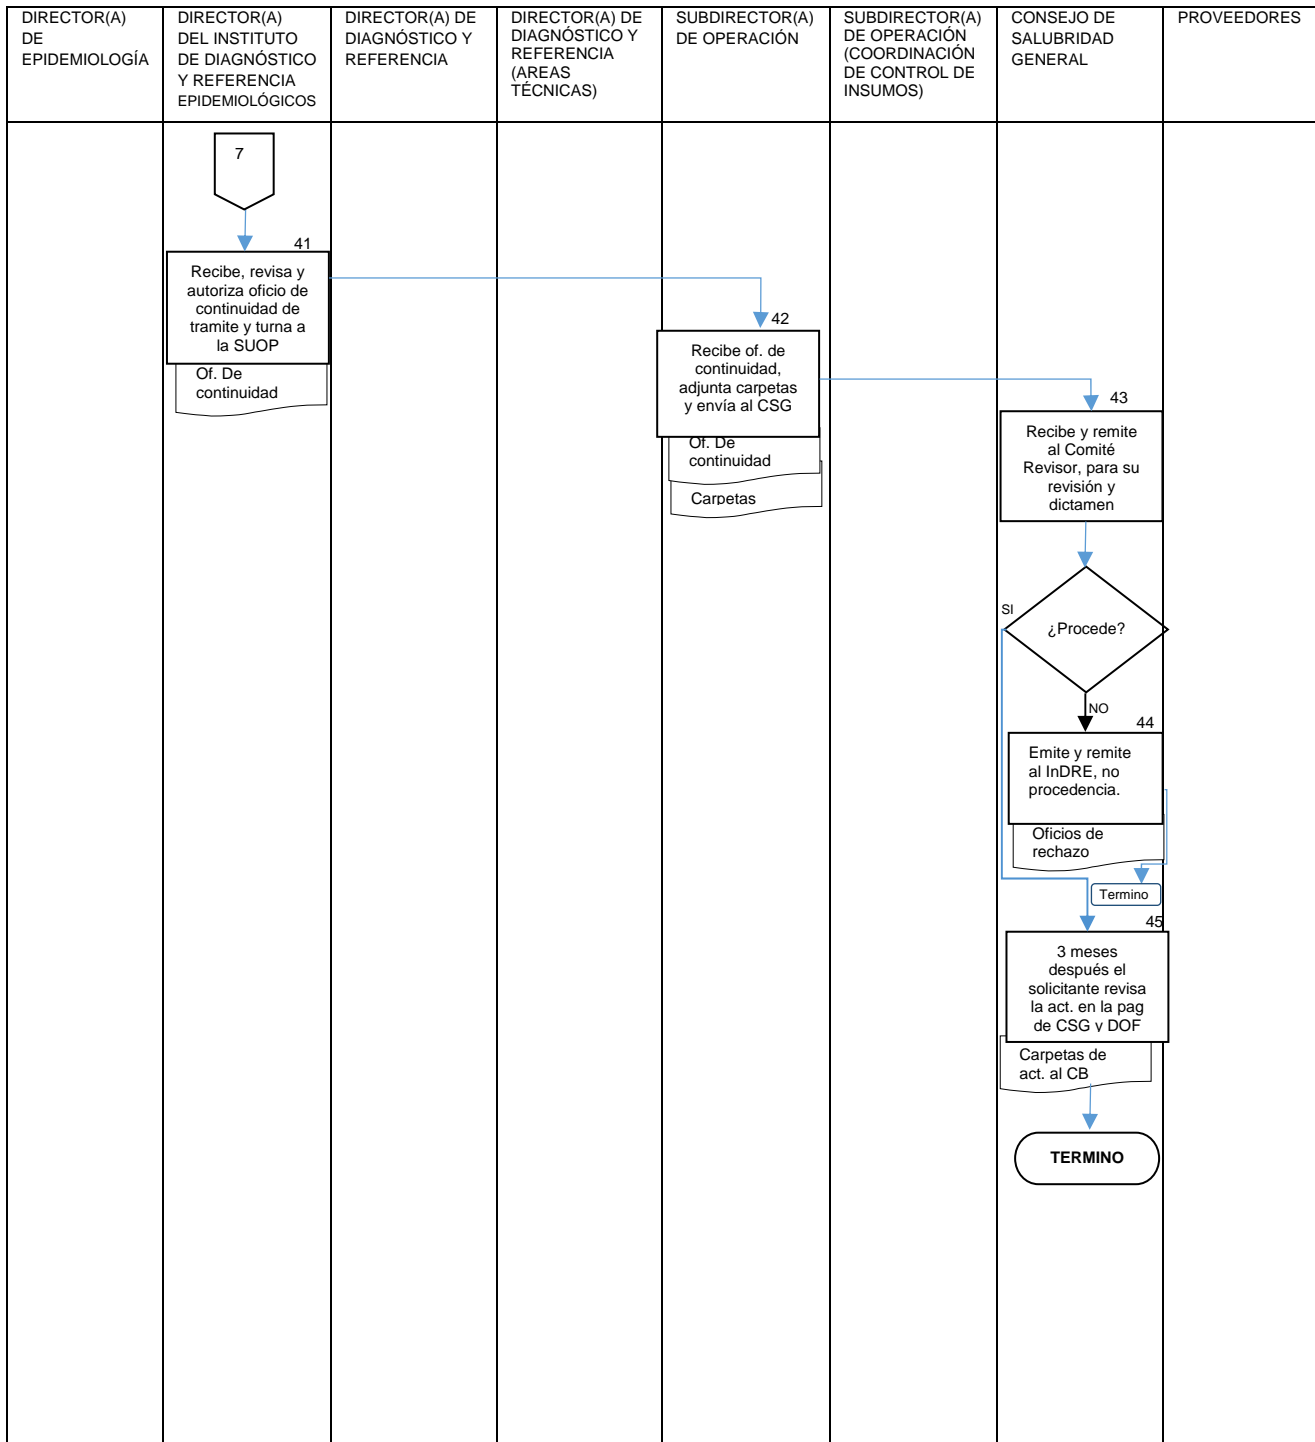 DIRECTOR(A)
DE
EPIDEMIOLOGÍA
DIRECTOR(A)
DEL INSTITUTO
DE DIAGNÓSTICO
Y REFERENCIA
EPIDEMIOLÓGICOS
DIRECTOR(A) DE
DIAGNÓSTICO Y
REFERENCIA
DIRECTOR(A) DE
DIAGNÓSTICO Y
REFERENCIA
(AREAS
TÉCNICAS)
SUBDIRECTOR(A)
DE OPERACIÓN
SUBDIRECTOR(A)
DE OPERACIÓN
(COORDINACIÓN
DE CONTROL DE
INSUMOS)
CONSEJO DE
SALUBRIDAD
GENERAL
PROVEEDORES
7
41
Recibe, revisa y
autoriza oficio de
continuidad de
tramite y turna a
la SUOP
Of. De
continuidad
42
Recibe of. de
continuidad,
adjunta carpetas
y envía al CSG
Of. De
continuidad
Carpetas
43
Recibe y remite
al Comité
Revisor, para su
revisión y
dictamen
SI
¿Procede?
NO
44
Emite y remite
al InDRE, no
procedencia.
Oficios de
rechazo
Termino
45
3 meses
después el
solicitante revisa
la act. en la pag
de CSG y DOF
Carpetas de
act. al CB
TERMINO